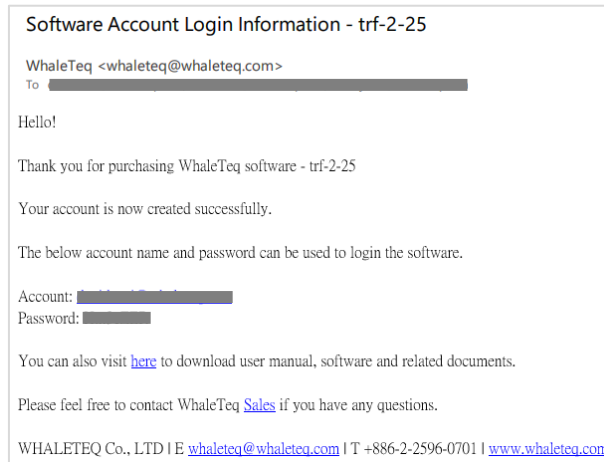 Software Account Login Information - trf-2-25
WhaleTeq <whaleteq@whaleteq.com>
To
Hello!
Thank you for purchasing WhaleTeq software - trf-2-25
Your account is now created successfully.
The below account name and password can be used to login the software.
Account:
Password:
You can also visit here to download user manual, software and related documents.
Please feel free to contact WhaleTeq Sales if you have any questions.
WHALETEQ Co., LTD | E whaleteq@whaleteq.com | T +886-2-2596-0701 | www.whaleteq.com